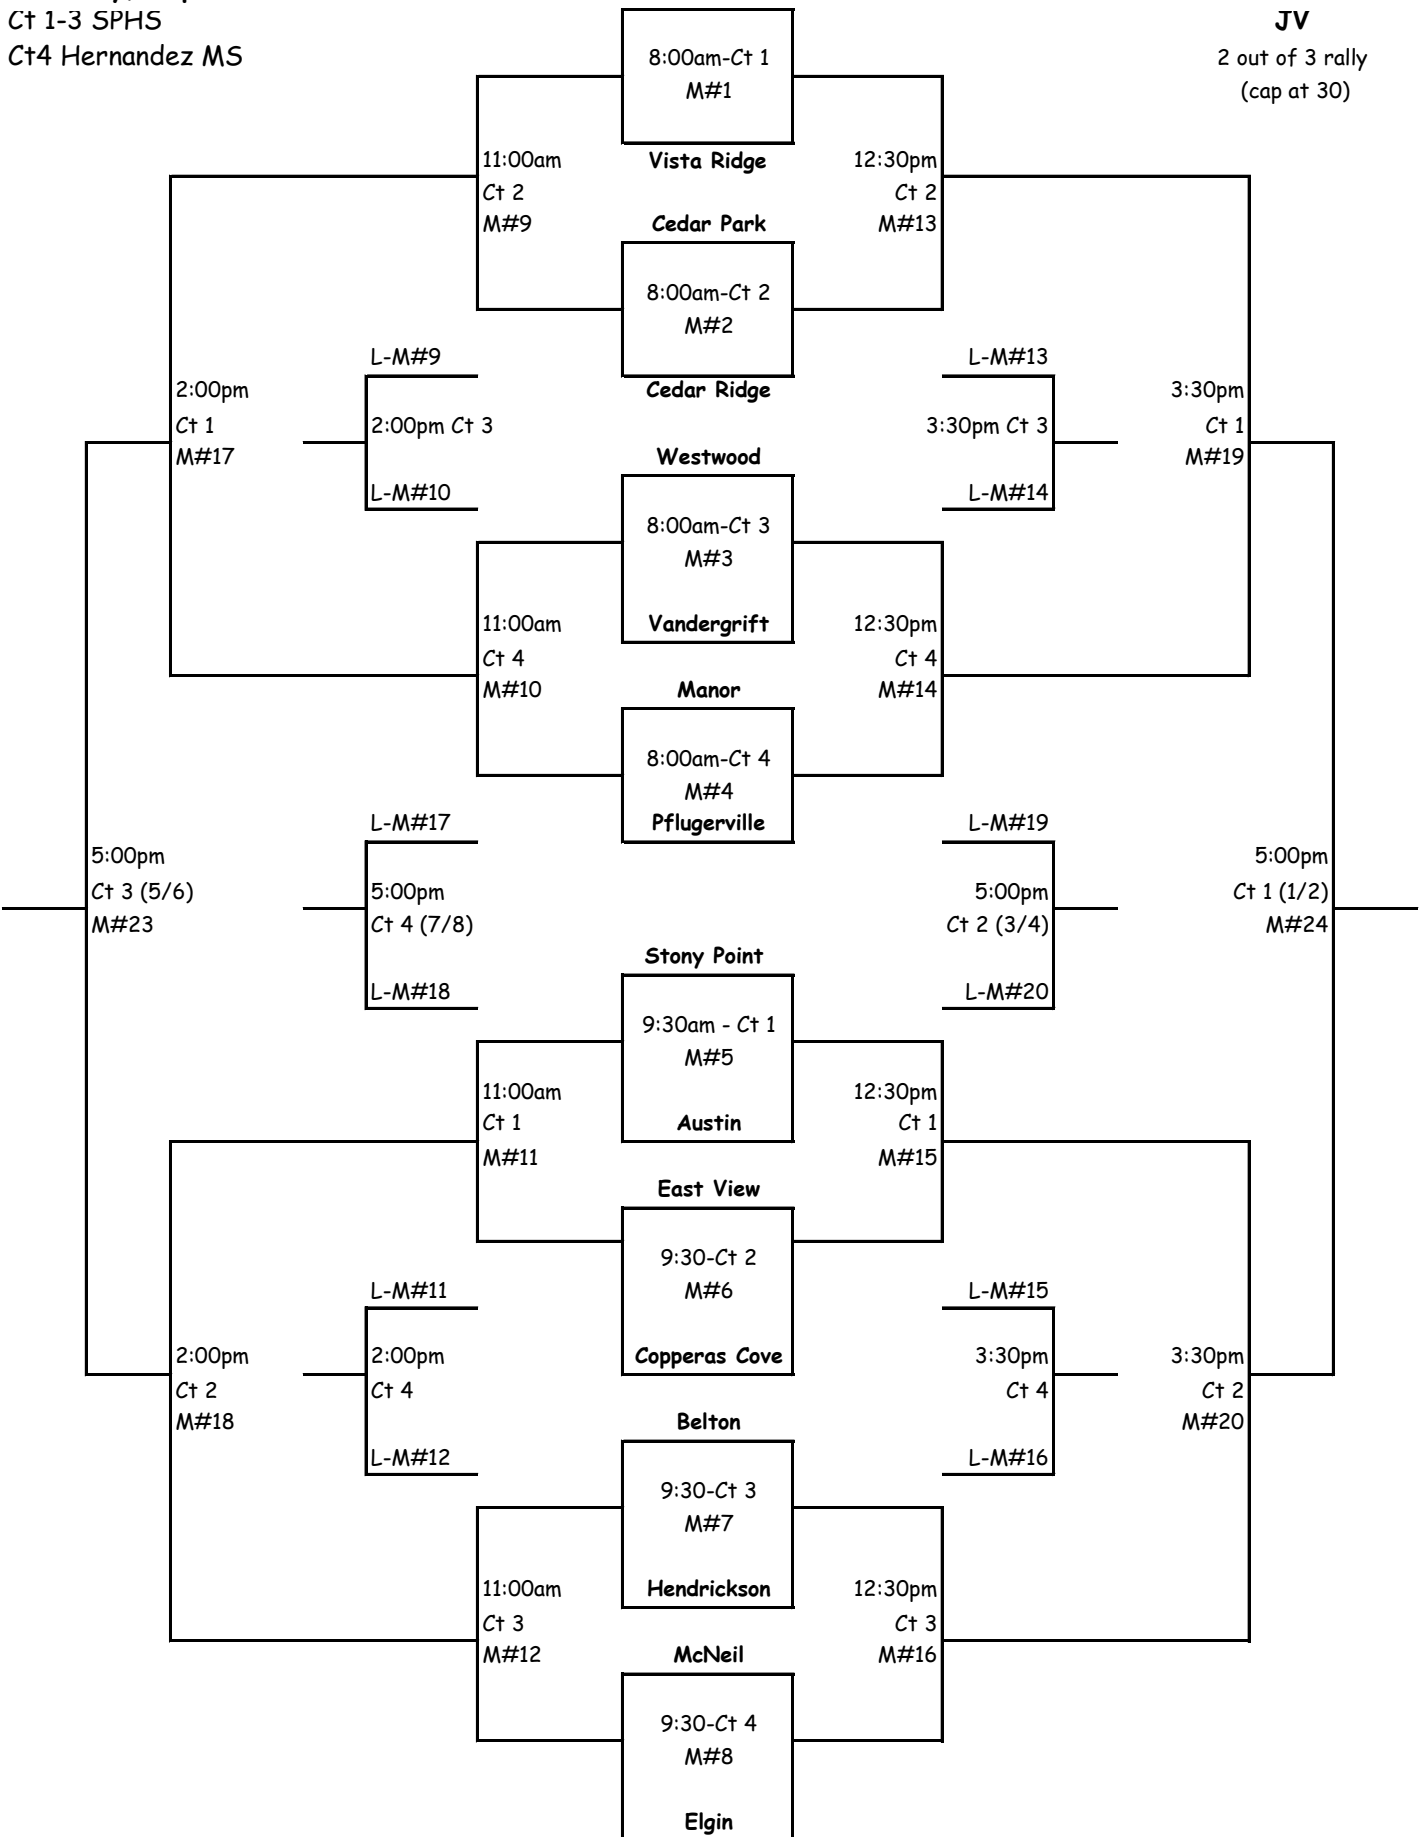 Ct 1-3 SPHS
Ct4 Hernandez MS
JV
2 out of 3 rally
(cap at 30)
8:00am-Ct 1
M#1
Vista Ridge
11:00am
Ct 2
M#9
12:30pm
Ct 2
M#13
Cedar Park
8:00am-Ct 2
M#2
Cedar Ridge
L-M#9
2:00pm Ct 3
L-M#10
2:00pm
Ct 1
M#17
L-M#13
3:30pm Ct 3
L-M#14
3:30pm
Ct 1
M#19
Westwood
8:00am-Ct 3
M#3
Vandergrift
11:00am
Ct 4
M#10
12:30pm
Ct 4
M#14
Manor
8:00am-Ct 4
M#4
Pflugerville
L-M#17
5:00pm
Ct 4 (7/8)
L-M#18
5:00pm
Ct 3 (5/6)
M#23
L-M#19
5:00pm
Ct 2 (3/4)
L-M#20
5:00pm
Ct 1 (1/2)
M#24
Stony Point
9:30am - Ct 1
M#5
Austin
11:00am
Ct 1
M#11
12:30pm
Ct 1
M#15
East View
9:30-Ct 2
M#6
Copperas Cove
L-M#11
2:00pm
Ct 4
L-M#12
2:00pm
Ct 2
M#18
L-M#15
3:30pm
Ct 4
L-M#16
3:30pm
Ct 2
M#20
Belton
9:30-Ct 3
M#7
Hendrickson
11:00am
Ct 3
M#12
12:30pm
Ct 3
M#16
McNeil
9:30-Ct 4
M#8
Elgin